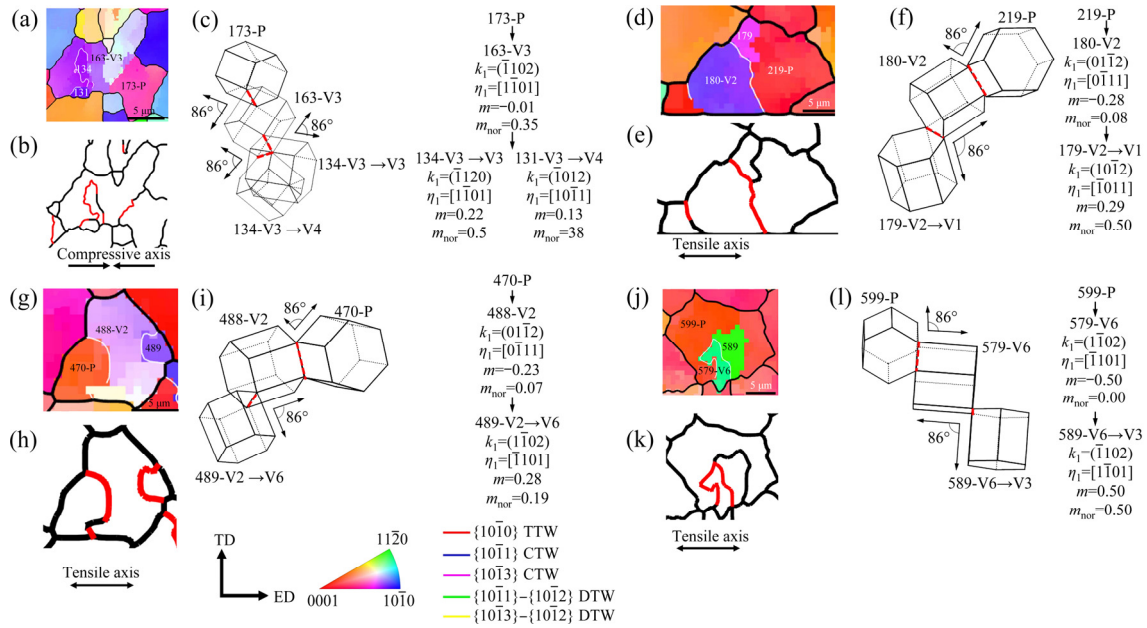 (a)
134
163-V3
131
173-P
5 μm
(b)
Compressive axis
(c)
173-P
163-V3
86°
86°
86°
134-V3→V3
134-V3→V4
173-P
163-V3
k₁=(1̄102)
η₁=[11̄01]
m=−0.01
mnor=0.35
134-V3→V3
k₁=(1̄120)
η₁=[11̄01]
m=0.22
mnor=0.5
131-V3→V4
k₁=(1̄012)
η₁=[101̄1]
m=0.13
mnor=38
(d)
179
180-V2
219-P
5 μm
(e)
Tensile axis
(f)
219-P
86°
180-V2
86°
179-V2→V1
219-P
180-V2
k₁=(011̄2)
η₁=[01̄11]
m=−0.28
mnor=0.08
179-V2→V1
k₁=(101̄2)
η₁=[1̄011]
m=0.29
mnor=0.50
(g)
488-V2
489
470-P
5 μm
(h)
Tensile axis
(i)
86°
470-P
488-V2
86°
489-V2→V6
470-P
488-V2
k₁=(011̄2)
η₁=[01̄11]
m=−0.23
mnor=0.07
489-V2→V6
k₁=(11̄02)
η₁=[1̄101]
m=0.28
mnor=0.19
(j)
599-P
589
579-V6
5 μm
(k)
Tensile axis
(l)
599-P
86°
579-V6
86°
589-V6→V3
599-P
579-V6
k₁=(11̄02)
η₁=[1̄101]
m=−0.50
mnor=0.00
589-V6→V3
k₁−(1̄102)
η₁=[11̄01]
m=0.50
mnor=0.50
TD
ED
112̄0
0001
101̄0
{101̄0} TTW
{101̄1} CTW
{101̄3} CTW
{101̄1}−{101̄2} DTW
{101̄3}−{101̄2} DTW